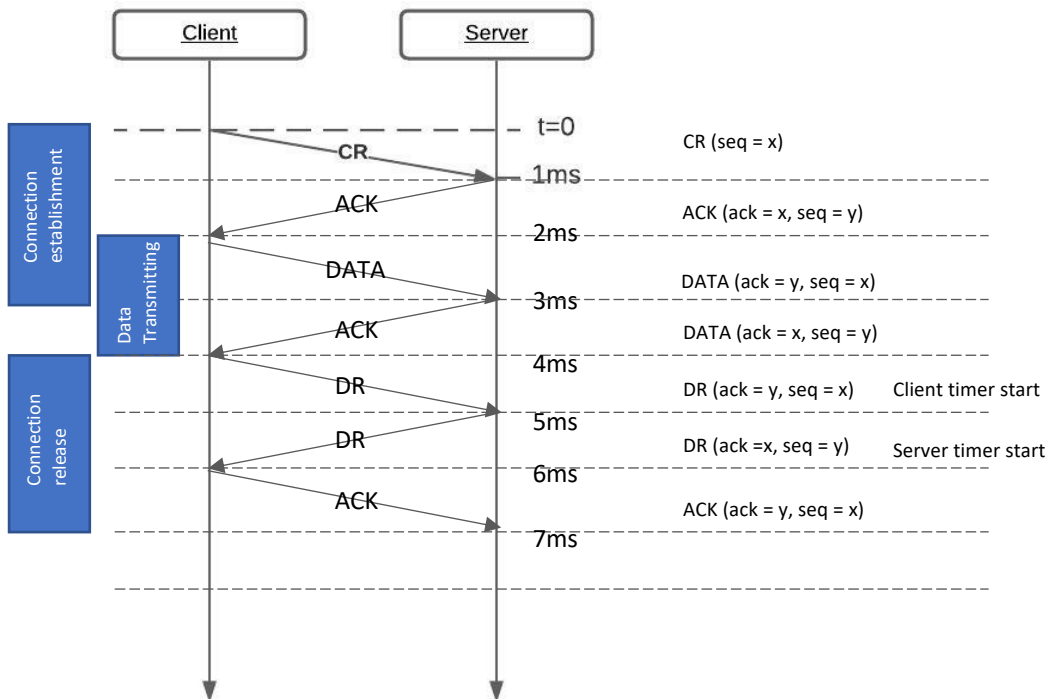 Client
Server
t=0
CR (seq = x)
CR
1ms
Connection
establishment
ACK
ACK (ack = x, seq = y)
2ms
DATA
DATA (ack = y, seq = x)
3ms
Data
Transmitting
ACK
DATA (ack = x, seq = y)
4ms
DR
DR (ack = y, seq = x)
Client timer start
5ms
Connection
release
DR
DR (ack =x, seq = y)
Server timer start
6ms
ACK
ACK (ack = y, seq = x)
7ms